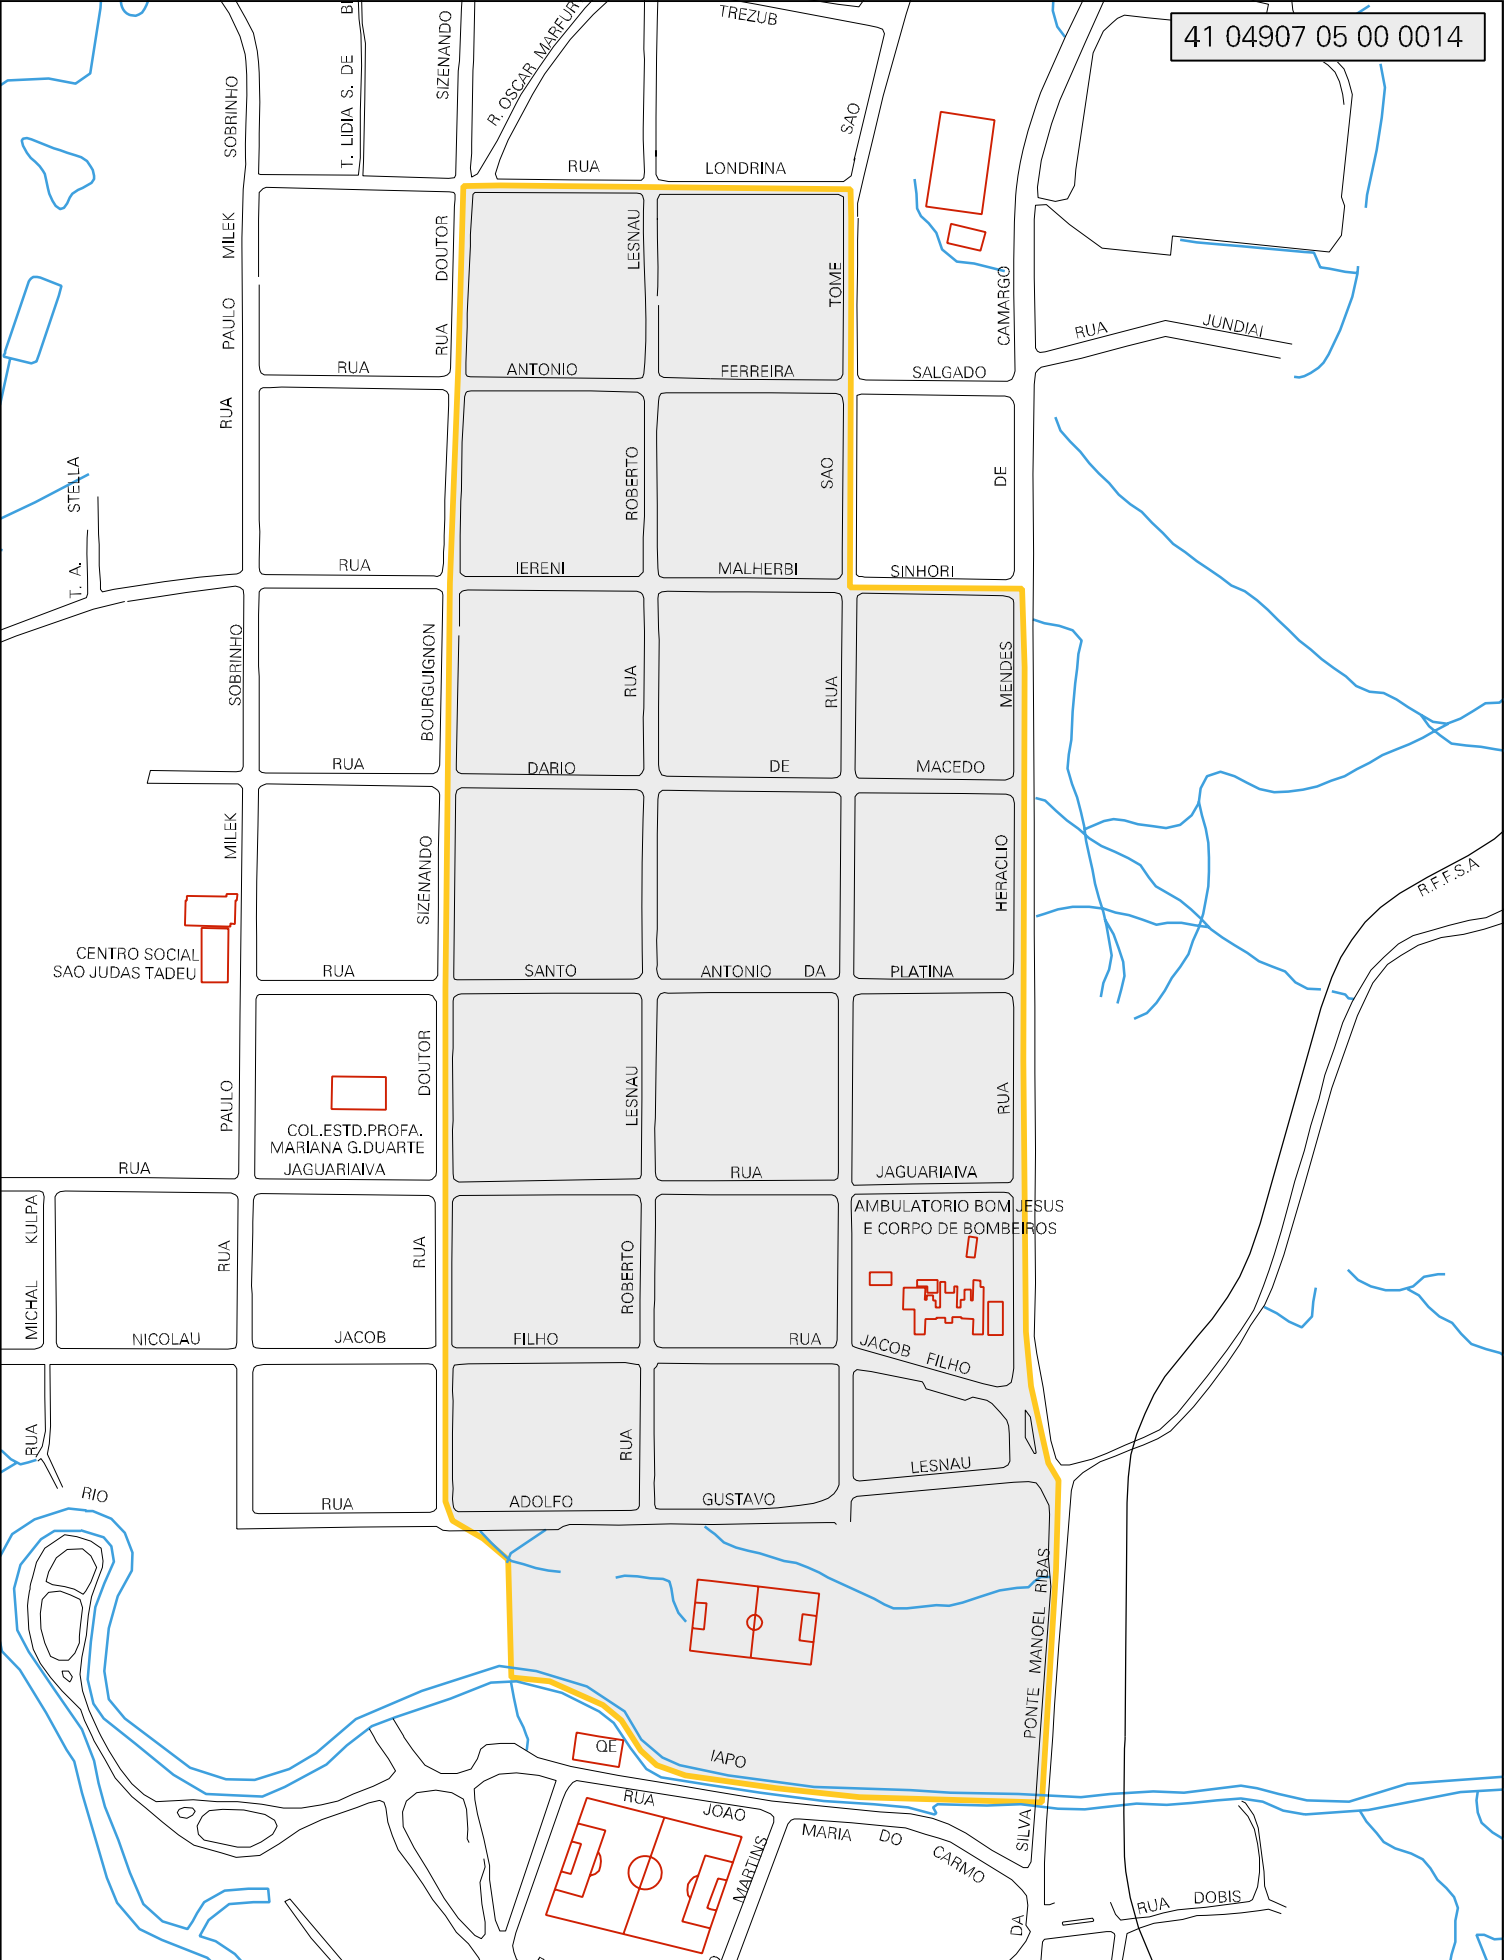 41 04907 05 00 0014
TREZUB
R. OSCAR MARFUR
SIZENANDO
T. LIDIA S. DE
SOBRINHO
SAO
RUA LONDRINA
MILEK
DOUTOR
LESNAU
TOME
CAMARGO
PAULO
RUA
RUA JUNDIAI
RUA ANTONIO FERREIRA SALGADO
RUA
STELLA
ROBERTO
SAO
DE
T. A.
RUA IERENI MALHERBI SINHORI
SOBRINHO
BOURGUIGNON
RUA
RUA
MENDES
RUA DARIO DE MACEDO
MILEK
SIZENANDO
HERACLIO
R.F.F.S.A
CENTRO SOCIAL
SAO JUDAS TADEU
RUA SANTO ANTONIO DA PLATINA
DOUTOR
PAULO
LESNAU
RUA
COL.ESTD.PROFA.
MARIANA G.DUARTE
RUA JAGUARIAIVA RUA JAGUARIAIVA
AMBULATORIO BOM JESUS
E CORPO DE BOMBEIROS
MICHAL KULPA
RUA
RUA
ROBERTO
NICOLAU JACOB FILHO RUA JACOB FILHO
RUA
RUA
LESNAU
RIO
RUA ADOLFO GUSTAVO
PONTE MANOEL RIBAS
IAPO
QE
RUA JOAO
MARTINS
MARIA DO CARMO
SILVA
DA
RUA DOBIS